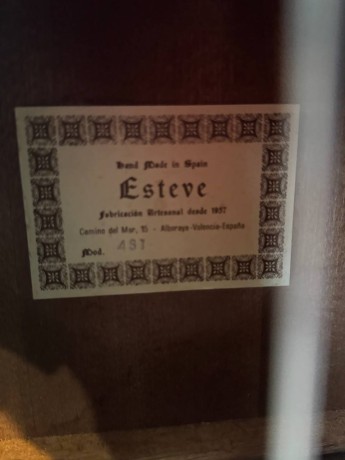 Hand Made in Spain
Esteve
Fabricación Artesanal desde 1957
Camino del Mar, 15 - Alboraya-Valencia-España
Mod. 4ST